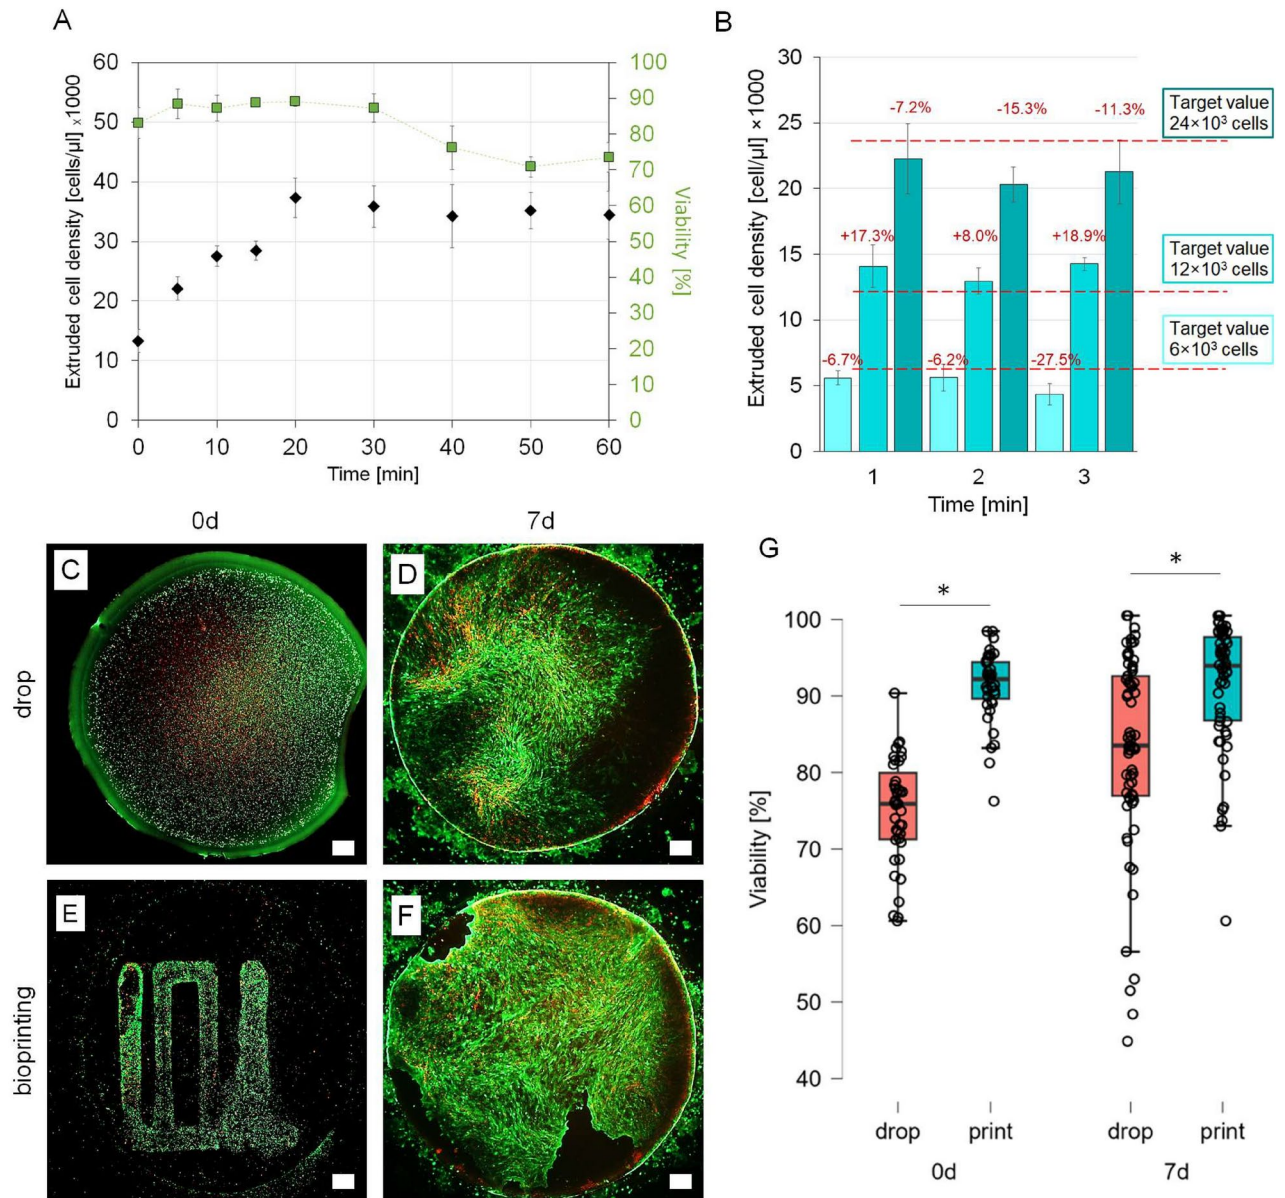 A
Extruded cell density [cells/µl] x1000
60
50
40
30
20
10
0
100
90
80
70
60
50
40
30
20
10
0
Viability [%]
0 10 20 30 40 50 60
Time [min]
B
Extruded cell density [cell/µl] ×1000
30
25
20
15
10
5
0
-7.2% -15.3% -11.3%
+17.3% +8.0% +18.9%
-6.7% -6.2% -27.5%
Target value
24×10³ cells
Target value
12×10³ cells
Target value
6×10³ cells
1 2 3
Time [min]
0d 7d
drop
C
D
bioprinting
E
F
G
* *
Viability [%]
100
90
80
70
60
50
40
drop print drop print
0d 7d